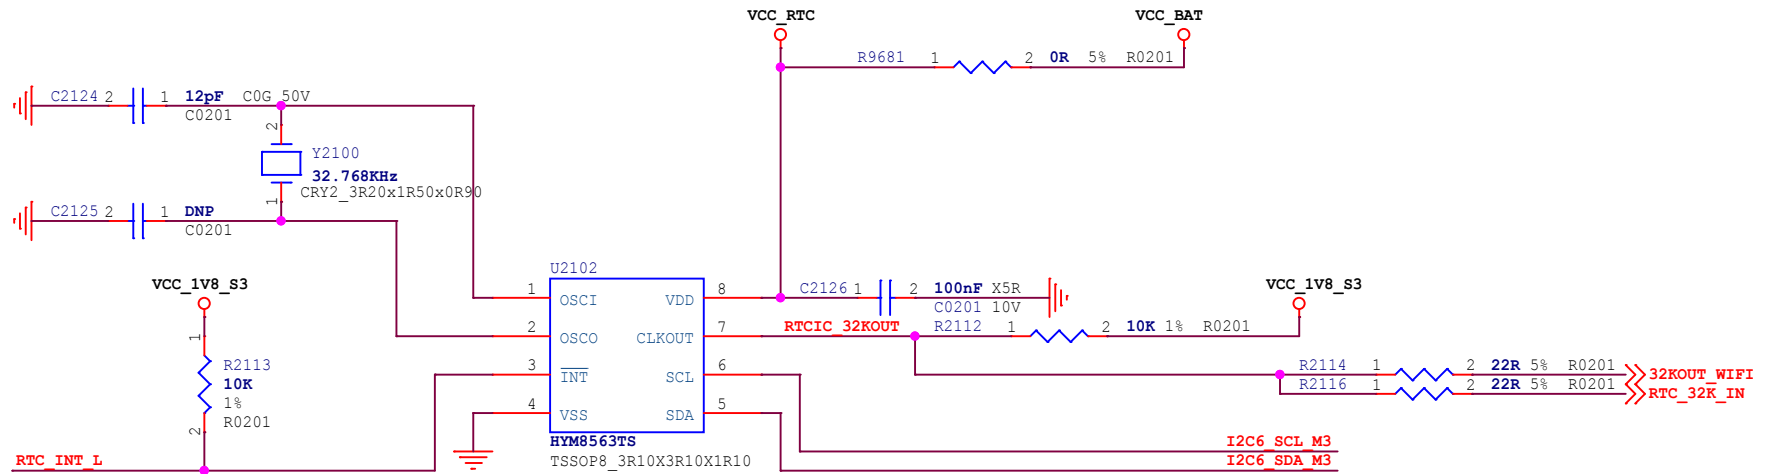 VCC_RTC
VCC_BAT
R9681 1 2 0R 5% R0201
C2124 2 1 12pF C0G 50V
C0201
2
Y2100
32.768KHz
CRY2_3R20x1R50x0R90
1
C2125 2 1 DNP
C0201
VCC_1V8_S3
1
R2113
10K
1%
R0201
2
RTC_INT_L
U2102
1 OSCI VDD 8
2 OSCO CLKOUT 7
3 INT SCL 6
4 VSS SDA 5
HYM8563TS
TSSOP8_3R10X3R10X1R10
C2126 1 2 100nF X5R
C0201 10V
VCC_1V8_S3
RTCIC_32KOUT R2112 1 2 10K 1% R0201
R2114 1 2 22R 5% R0201 32KOUT_WIFI
R2116 1 2 22R 5% R0201 RTC_32K_IN
I2C6_SCL_M3
I2C6_SDA_M3